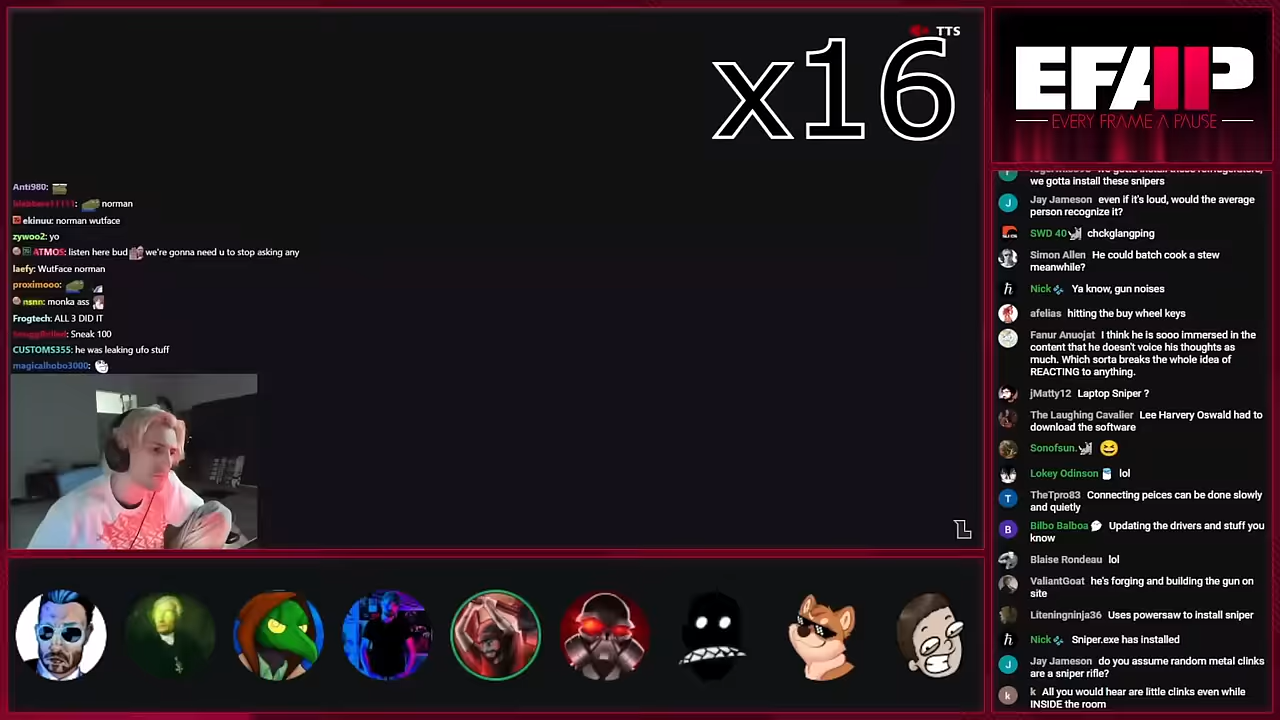 TTS
x16
Anti980:
norman
ekinuu: norman wutface
zywoo2: yo
ATMOS: listen here bud we're gonna need u to stop asking any
laefy: WutFace norman
proximooo:
nsnn: monka ass
Frogtech: ALL 3 DID IT
Sneak 100
CUSTOMS355: he was leaking ufo stuff
magicalhobo3000:
EFAP
EVERY FRAME A PAUSE
we gotta install these snipers
Jay Jameson even if it's loud, would the average
person recognize it?
SWD 40 chckglangping
Simon Allen He could batch cook a stew
meanwhile?
Nick Ya know, gun noises
afelias hitting the buy wheel keys
Fanur Anuojat I think he is sooo immersed in the
content that he doesn't voice his thoughts as
much. Which sorta breaks the whole idea of
REACTING to anything.
jMatty12 Laptop Sniper ?
The Laughing Cavalier Lee Harvery Oswald had to
download the software
Sonofsun.
Lokey Odinson lol
TheTpro83 Connecting peices can be done slowly
and quietly
Bilbo Balboa Updating the drivers and stuff you
know
Blaise Rondeau lol
ValiantGoat he's forging and building the gun on
site
Liteningninja36 Uses powersaw to install sniper
Nick Sniper.exe has installed
Jay Jameson do you assume random metal clinks
are a sniper rifle?
k All you would hear are little clinks even while
INSIDE the room